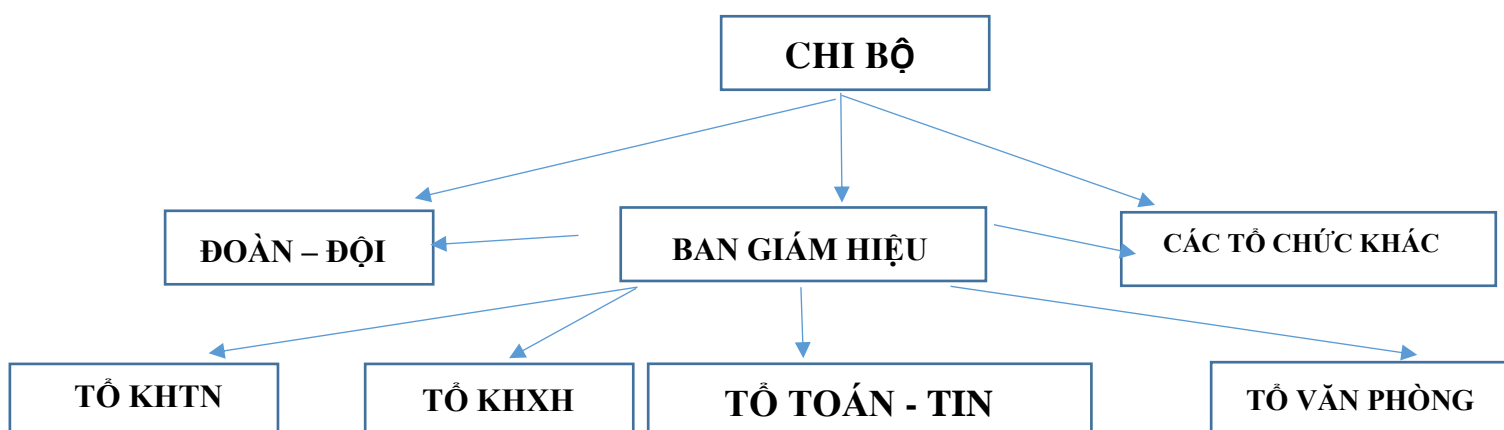 CHI BỘ
ĐOÀN – ĐỘI
BAN GIÁM HIỆU
CÁC TỔ CHỨC KHÁC
TỔ KHTN
TỔ KHXH
TỔ TOÁN - TIN
TỔ VĂN PHÒNG